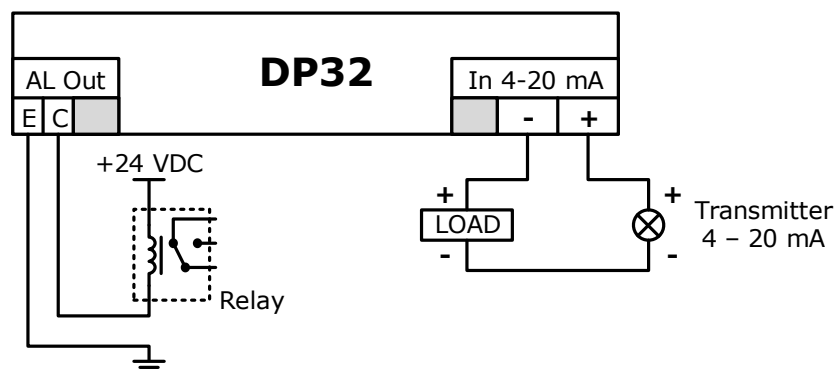 DP32
AL Out
In 4-20 mA
E C
- +
+24 VDC
Relay
+ +
LOAD
- -
Transmitter
4 – 20 mA